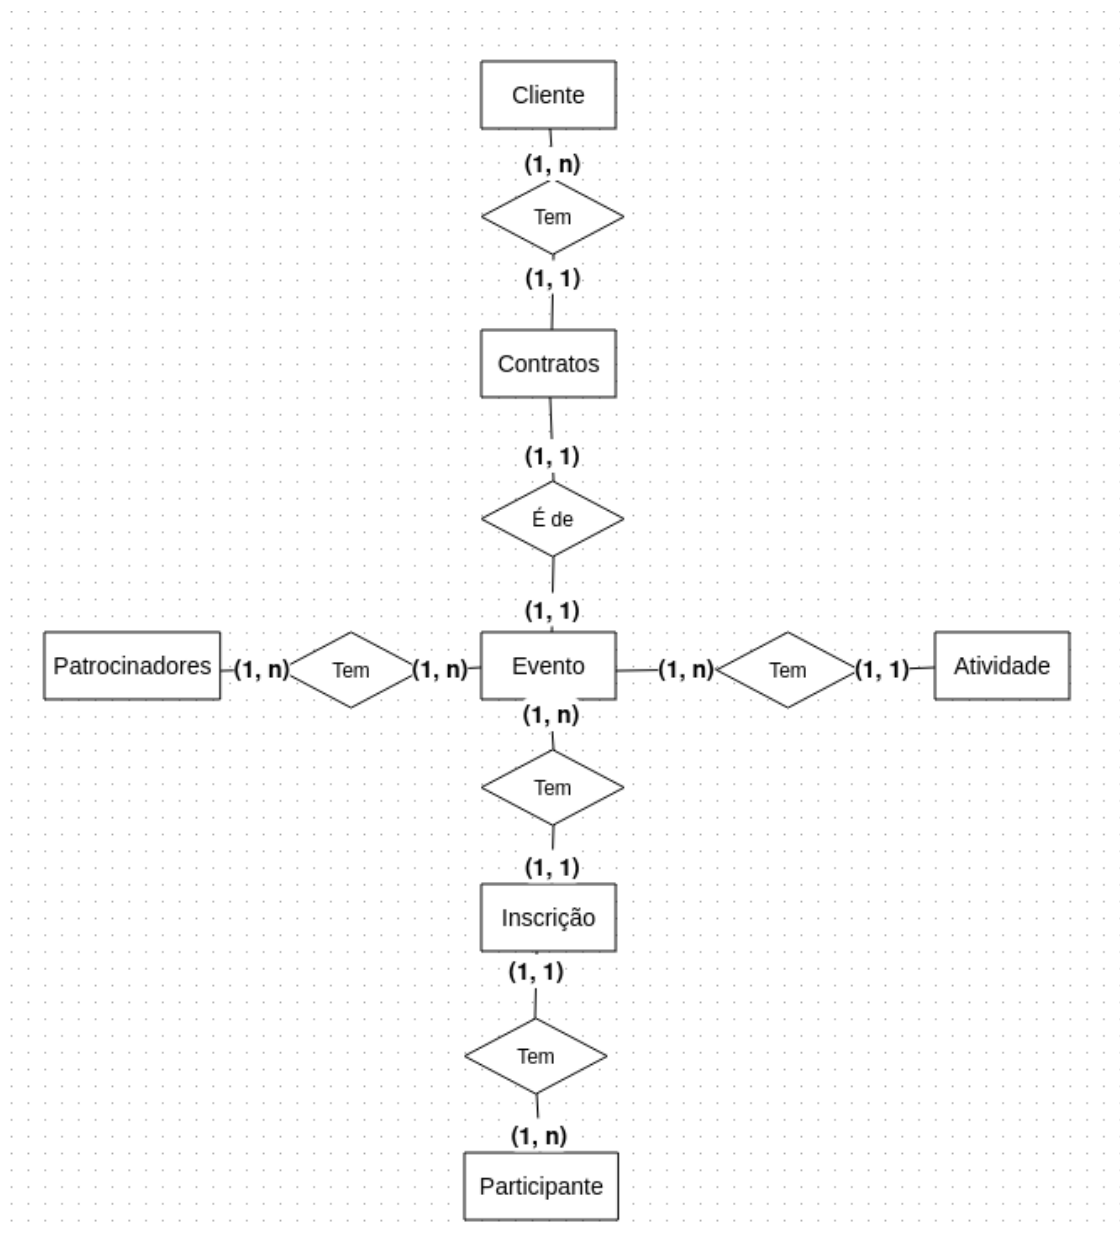 Cliente
(1, n)
Tem
(1, 1)
Contratos
(1, 1)
É de
(1, 1)
Patrocinadores (1, n) Tem (1, n) Evento (1, n) Tem (1, 1) Atividade
(1, n)
Tem
(1, 1)
Inscrição
(1, 1)
Tem
(1, n)
Participante